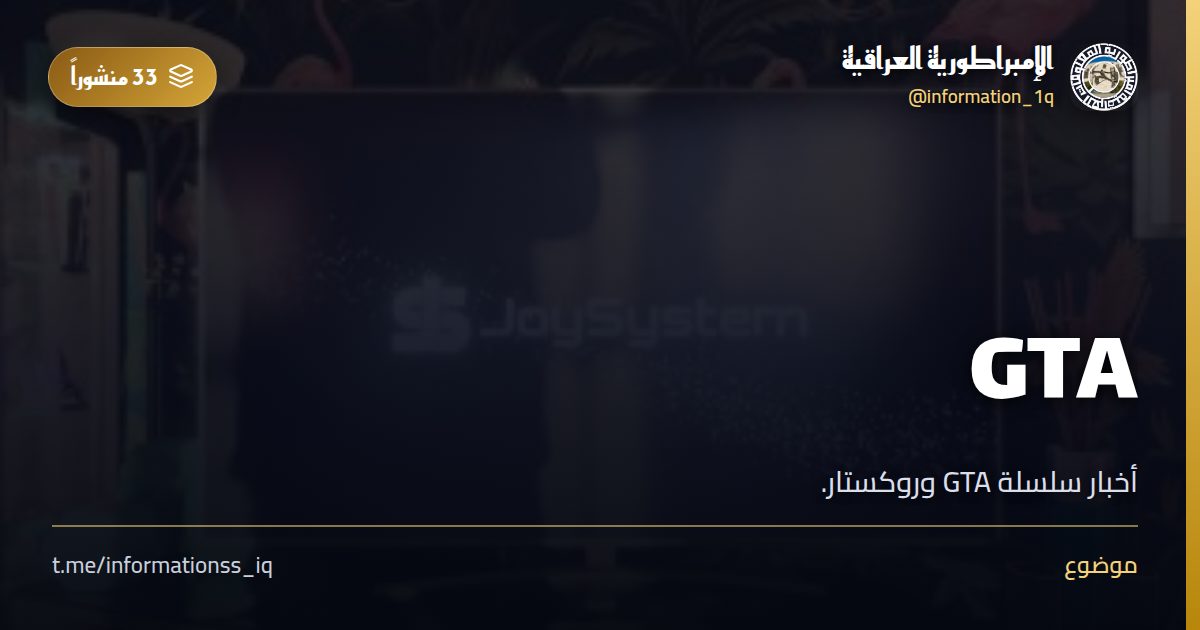 الإمبراطورية العراقية
@information_1q
33 منشوراً
JoySystem
GTA
أخبار سلسلة GTA وروكستار.
موضوع
t.me/informationss_iq